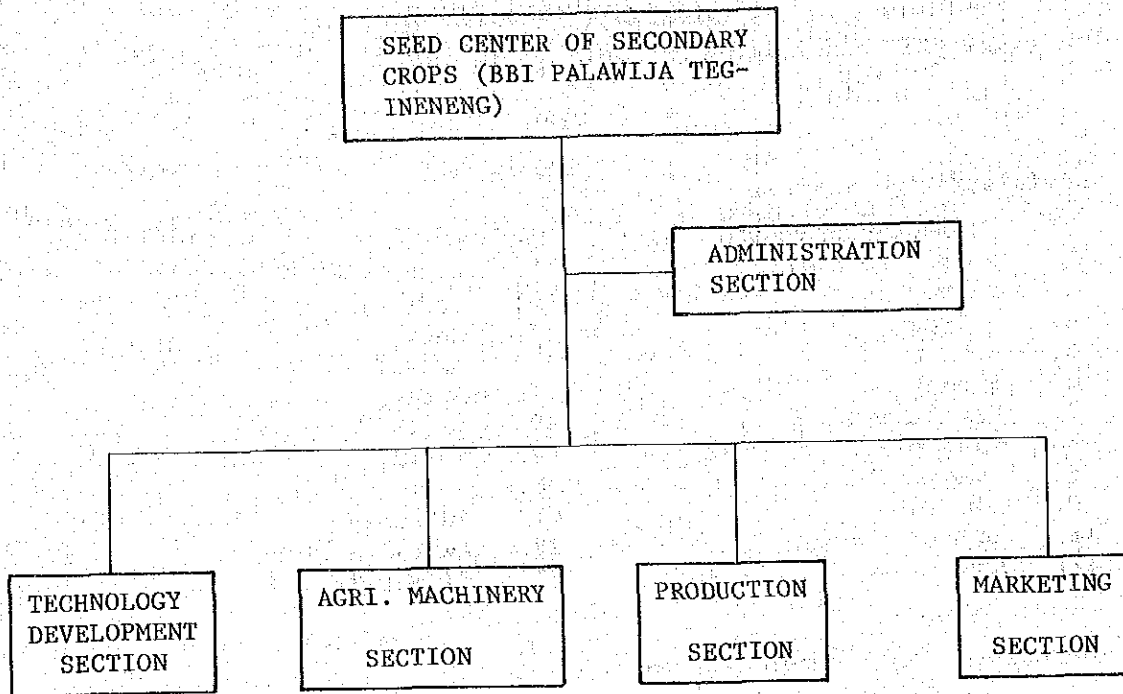 SEED CENTER OF SECONDARY
CROPS (BBI PALAWIJA TEG-
INENENG)
ADMINISTRATION
SECTION
TECHNOLOGY
DEVELOPMENT
SECTION
AGRI. MACHINERY
SECTION
PRODUCTION
SECTION
MARKETING
SECTION